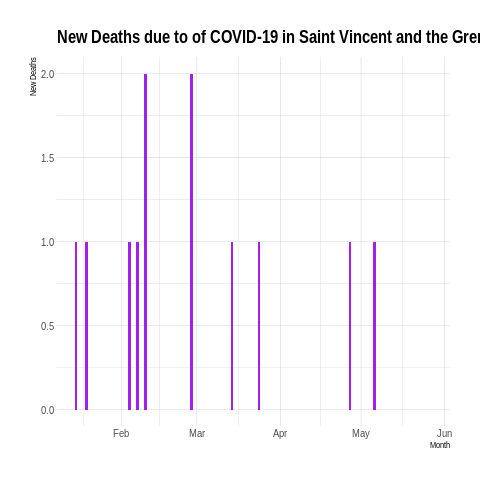 New Deaths due to of COVID-19 in Saint Vincent and the Gre
New Deaths
2.0
1.5
1.0
0.5
0.0
Feb Mar Apr May Jun
Month